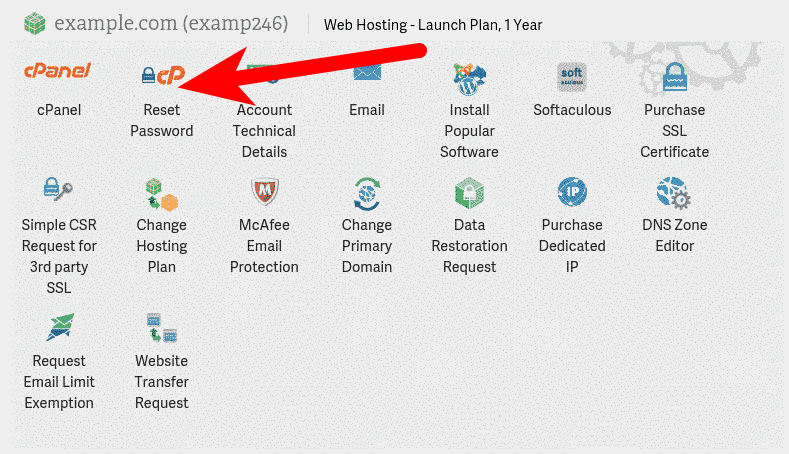 example.com (examp246)
Web Hosting - Launch Plan, 1 Year
cPanel
cP
soft
aculous
cPanel
Reset
Password
Account
Technical
Details
Email
Install
Popular
Software
Softaculous
Purchase
SSL
Certificate
M
IP
Simple CSR
Request for
3rd party
SSL
Change
Hosting
Plan
McAfee
Email
Protection
Change
Primary
Domain
Data
Restoration
Request
Purchase
Dedicated
IP
DNS Zone
Editor
Request
Email Limit
Exemption
Website
Transfer
Request